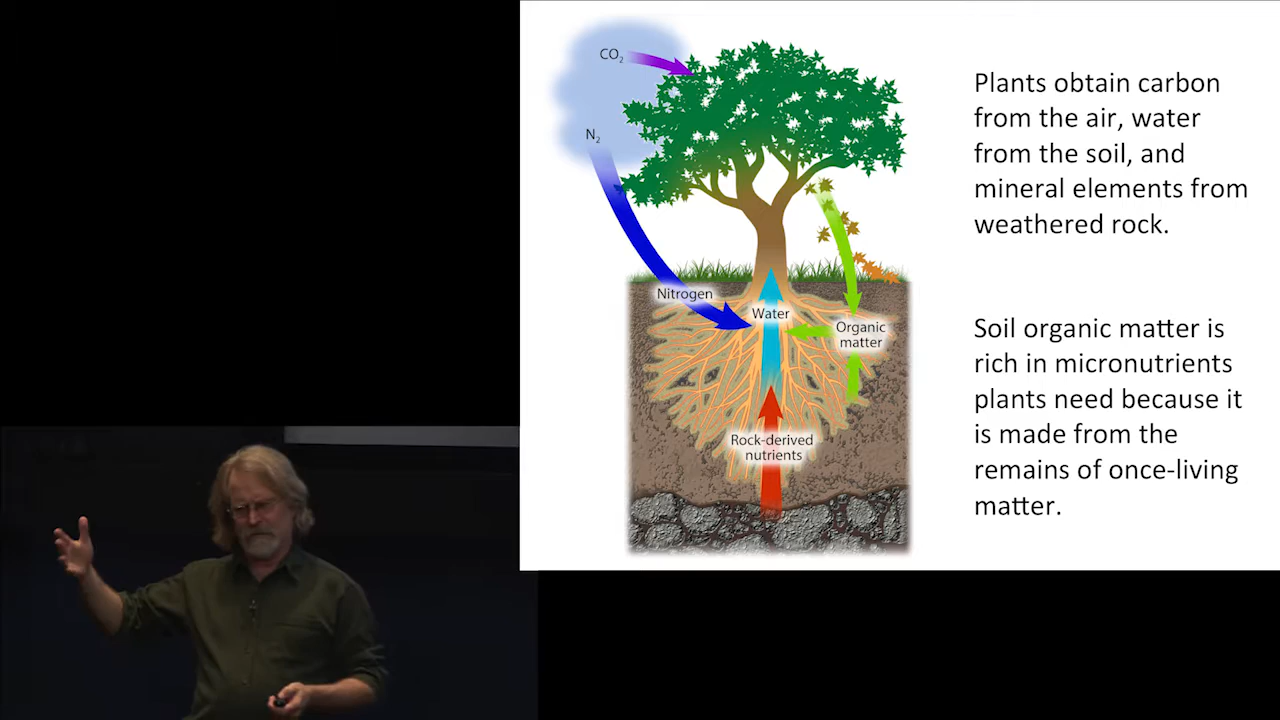 CO2
N2
Nitrogen
Water
Organic
matter
Rock-derived
nutrients
Plants obtain carbon
from the air, water
from the soil, and
mineral elements from
weathered rock.
Soil organic matter is
rich in micronutrients
plants need because it
is made from the
remains of once-living
matter.